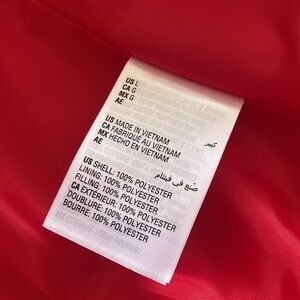 US L
CA G
MX G
AE كبير
US MADE IN VIETNAM
CA FABRIQUÉ AU VIETNAM
MX HECHO EN VIETNAM
AE صنع في فيتنام
US SHELL: 100% POLYESTER
LINING: 100% POLYESTER
FILLING: 100% POLYESTER
CA EXTÉRIEUR: 100% POLYESTER
DOUBLURE: 100% POLYESTER
BOURRE: 100% POLYESTER